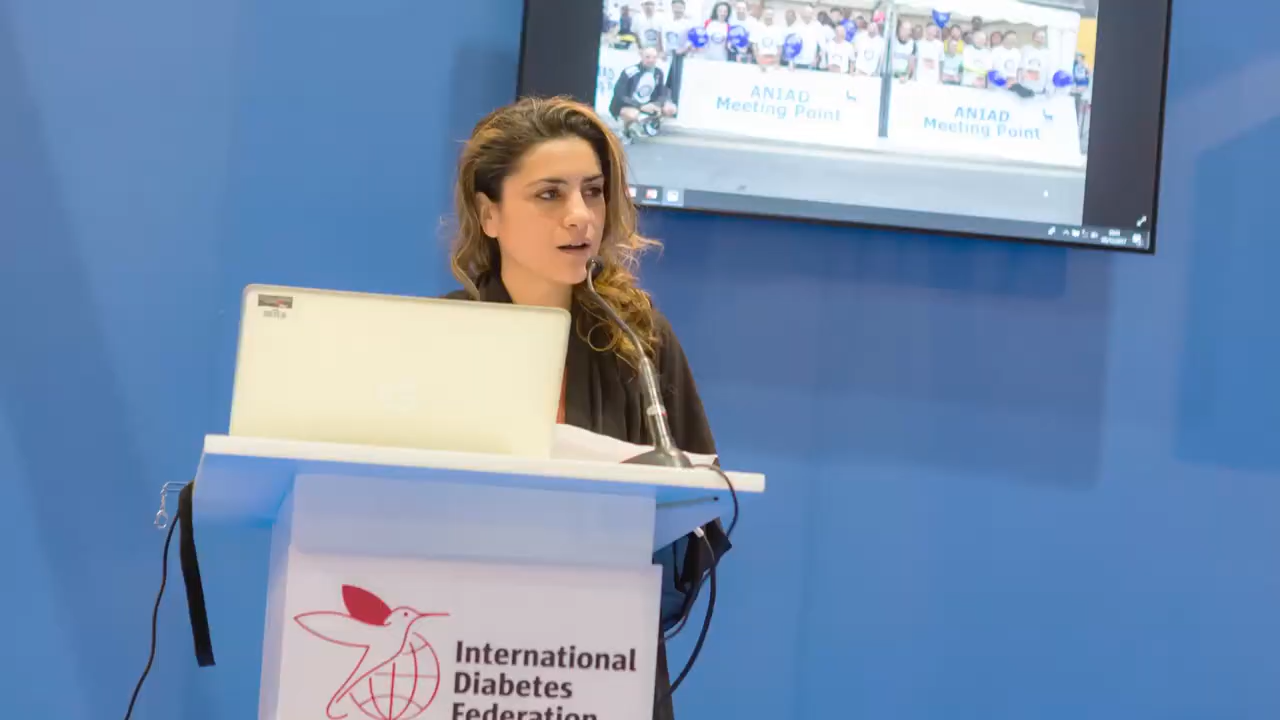 ANIAD
Meeting Point
ANIAD
Meeting Point
International
Diabetes
Federation